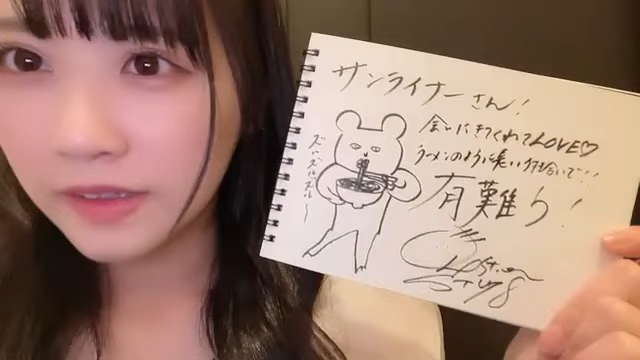 サンライナーさん!
会いにきてくれてLOVE♡
ラーメンのように長い付き合いで!!
有難り!
ズルズルズルル〜